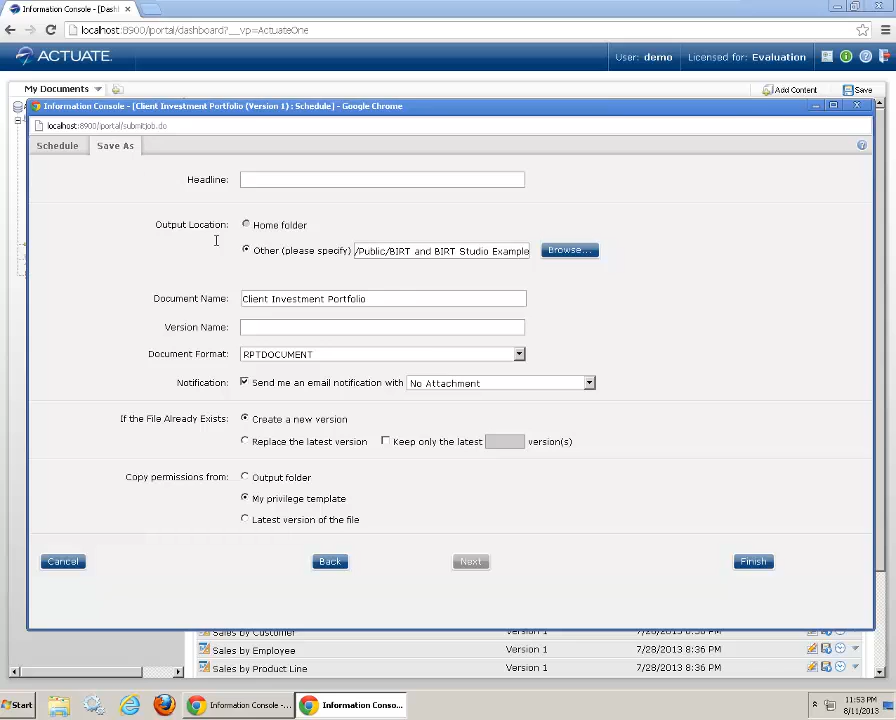 Information Console - [Dashl
localhost:8900/iportal/dashboard?__vp=ActuateOne
ACTUATE.
User: demo
Licensed for: Evaluation
My Documents
Add Content
Save
Information Console - [Client Investment Portfolio (Version 1) : Schedule] - Google Chrome
localhost:8900/iportal/submitjob.do
Schedule
Save As
Headline:
Output Location:
Home folder
Other (please specify)
/Public/BIRT and BIRT Studio Example
Browse...
Document Name:
Client Investment Portfolio
Version Name:
Document Format:
RPTDOCUMENT
Notification:
Send me an email notification with
No Attachment
If the File Already Exists:
Create a new version
Replace the latest version
Keep only the latest
version(s)
Copy permissions from:
Output folder
My privilege template
Latest version of the file
Cancel
Back
Next
Finish
Sales by Customer Version 1 7/28/2013 8:36 PM
Sales by Employee Version 1 7/28/2013 8:36 PM
Sales by Product Line Version 1 7/28/2013 8:36 PM
Start
Information Console -...
Information Conso...
11:53 PM
8/11/2013